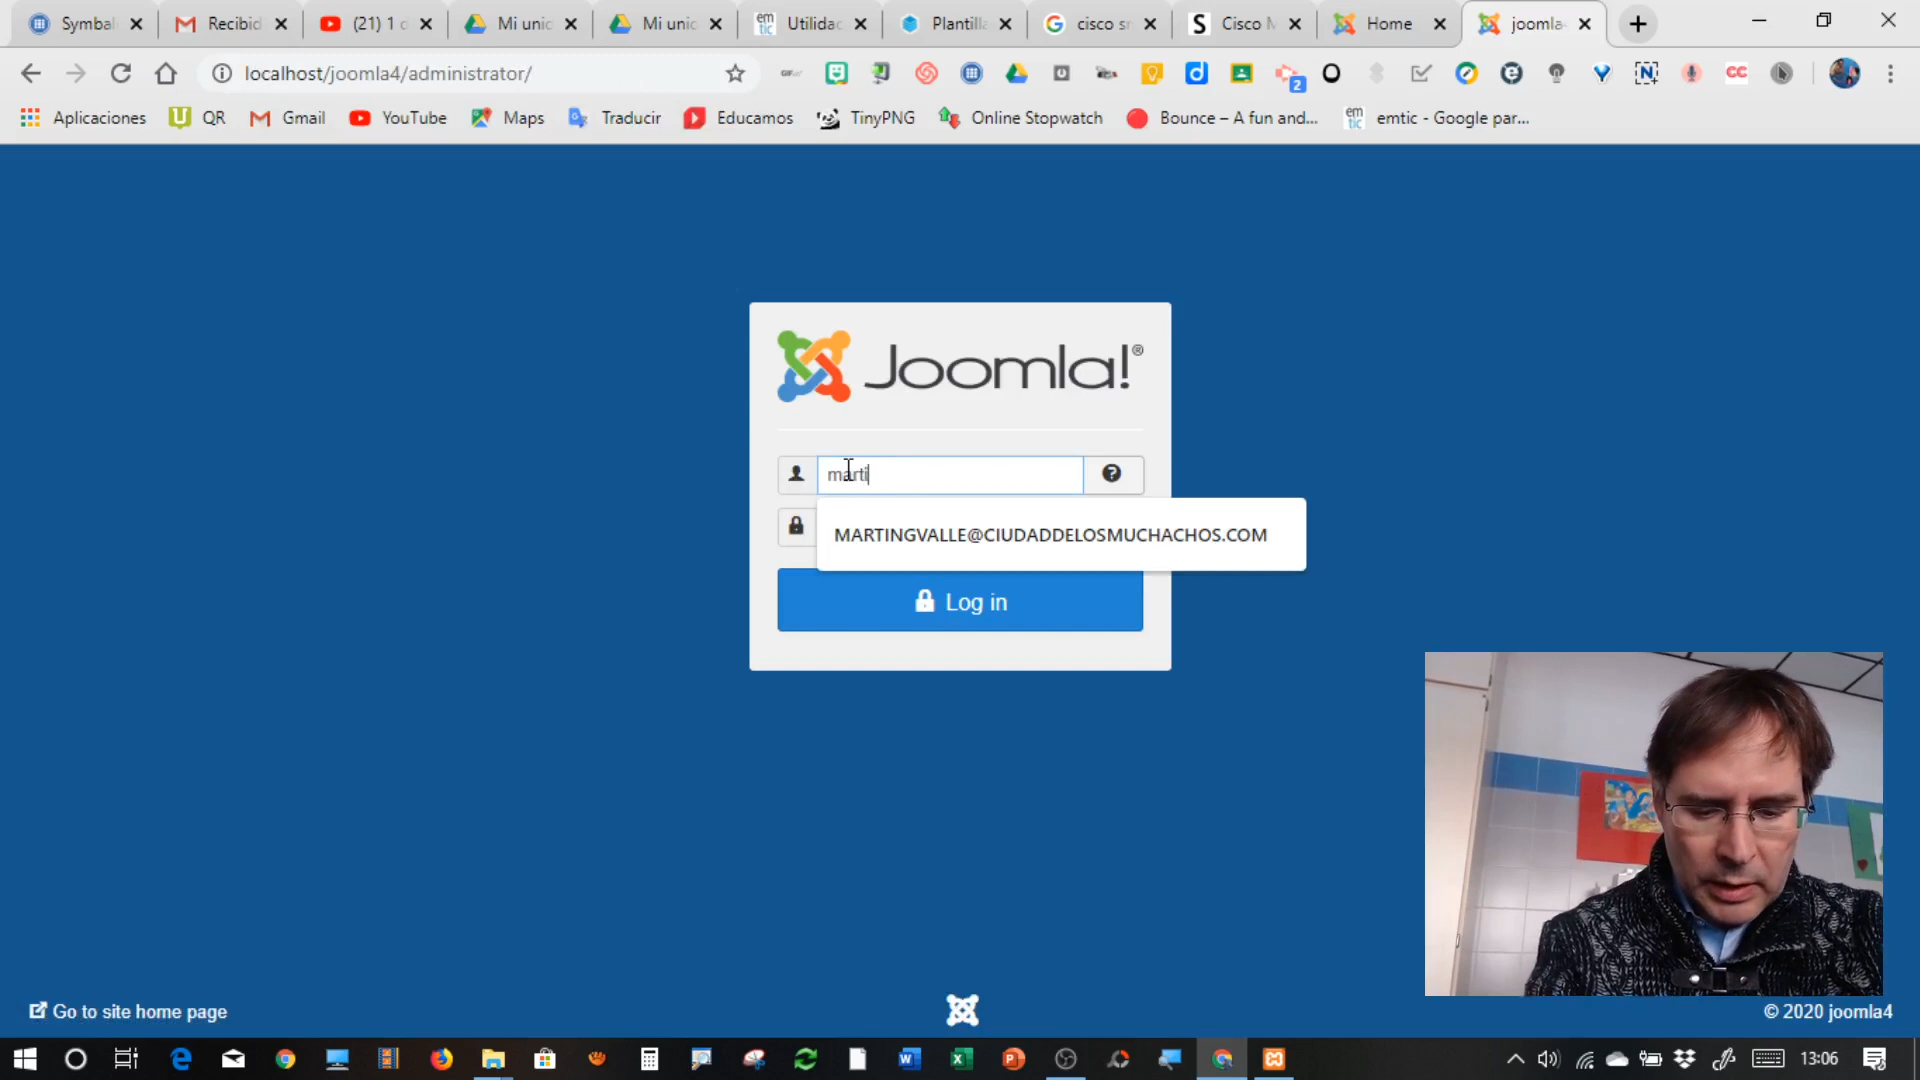 Symbal
Recibid
(21) 1 d
Mi unic
Mi unic
Utilidac
Plantilla
cisco sr
Cisco M
Home
joomla-
localhost/joomla4/administrator/
Aplicaciones
QR
Gmail
YouTube
Maps
Traducir
Educamos
TinyPNG
Online Stopwatch
Bounce – A fun and...
emtic - Google par...
Joomla!®
marti
MARTINGVALLE@CIUDADDELOSMUCHACHOS.COM
Log in
Go to site home page
© 2020 joomla4
13:06